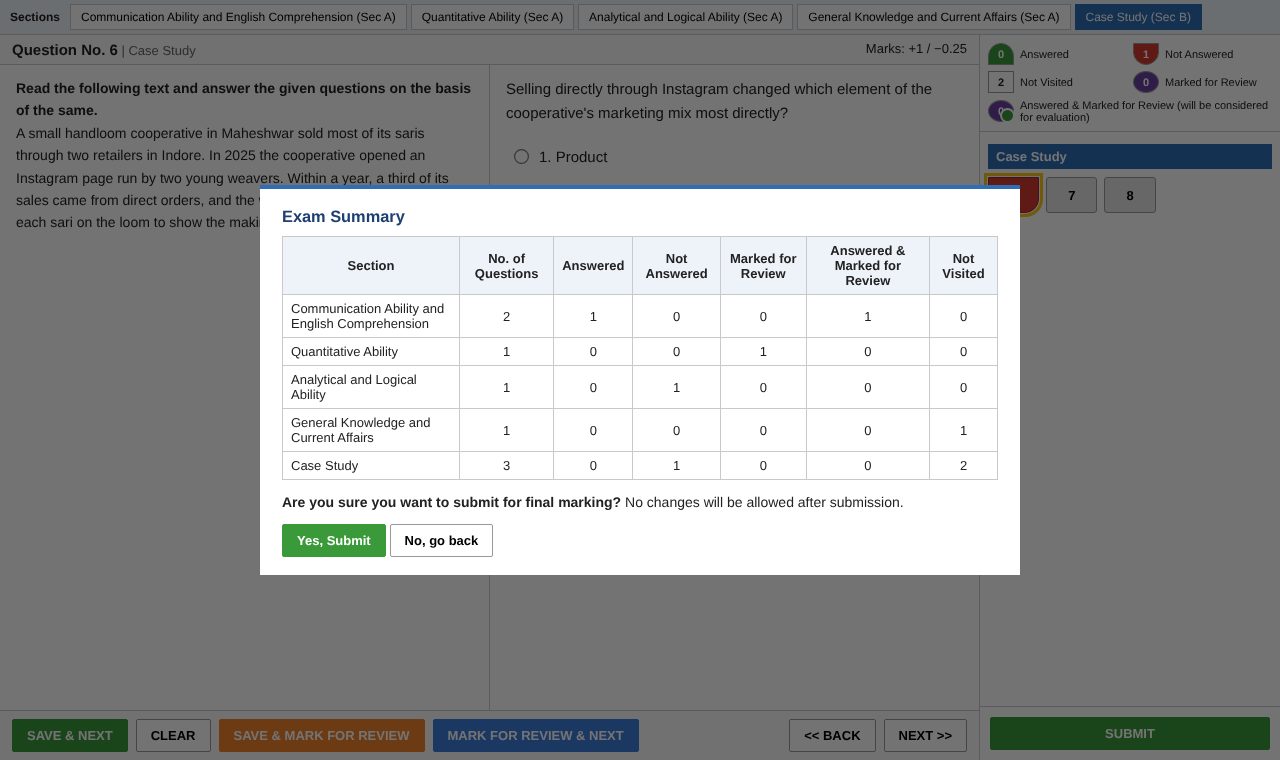 Sections
Communication Ability and English Comprehension (Sec A)
Quantitative Ability (Sec A)
Analytical and Logical Ability (Sec A)
General Knowledge and Current Affairs (Sec A)
Case Study (Sec B)
Question No. 6 | Case Study
Marks: +1 / −0.25
Read the following text and answer the given questions on the basis
of the same.
A small handloom cooperative in Maheshwar sold most of its saris
through two retailers in Indore. In 2025 the cooperative opened an
Instagram page run by two young weavers. Within a year, a third of its
sales came from direct orders, and the
each sari on the loom to show the
Selling directly through Instagram changed which element of the
cooperative's marketing mix most directly?
1. Product
0 Answered
1 Not Answered
2 Not Visited
0 Marked for Review
0 Answered & Marked for Review (will be considered
for evaluation)
Case Study
7
8
Exam Summary
Section
No. of
Questions
Answered
Not
Answered
Marked for
Review
Answered &
Marked for
Review
Not
Visited
Communication Ability and
English Comprehension
2 1 0 0 1 0
Quantitative Ability 1 0 0 1 0 0
Analytical and Logical
Ability
1 0 1 0 0 0
General Knowledge and
Current Affairs
1 0 0 0 0 1
Case Study 3 0 1 0 0 2
Are you sure you want to submit for final marking? No changes will be allowed after submission.
Yes, Submit
No, go back
SAVE & NEXT
CLEAR
SAVE & MARK FOR REVIEW
MARK FOR REVIEW & NEXT
<< BACK
NEXT >>
SUBMIT